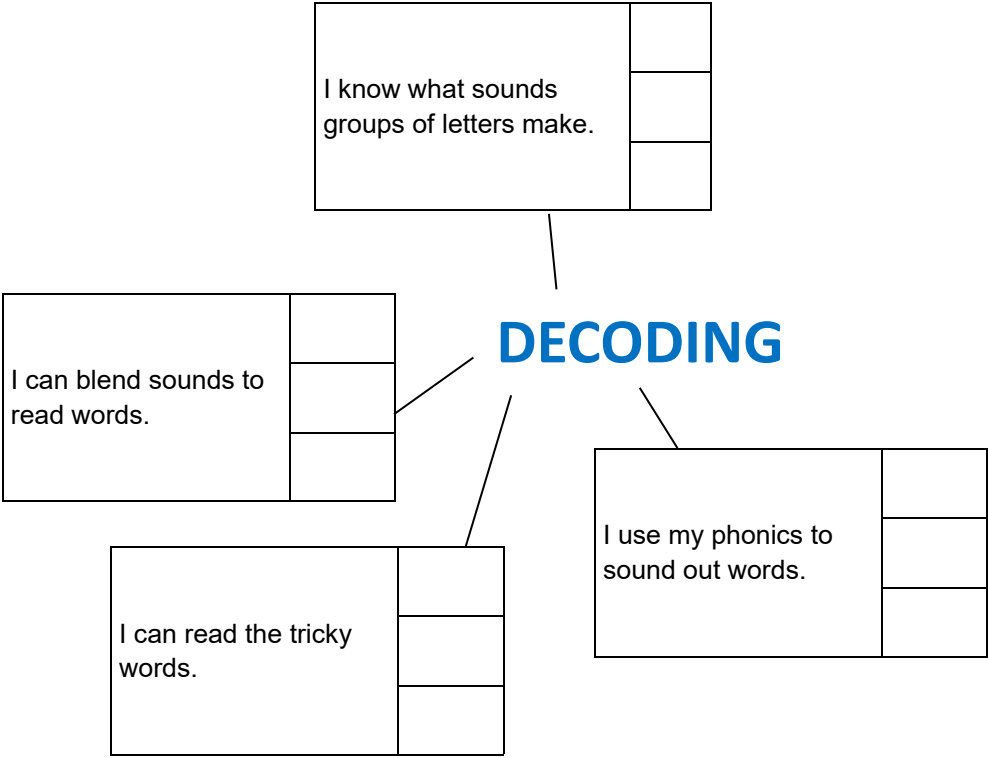 I know what sounds
groups of letters make.
DECODING
I can blend sounds to
read words.
I use my phonics to
sound out words.
I can read the tricky
words.